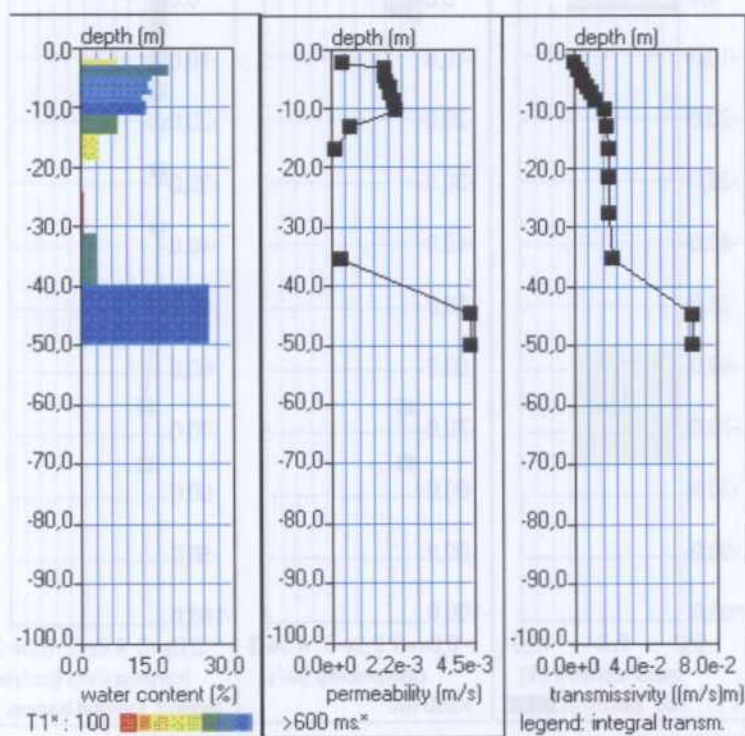 depth (m)
0,0
-10,0
-20,0
-30,0
-40,0
-50,0
-60,0
-70,0
-80,0
-90,0
-100,0
0,0 15,0 30,0
water content (%)
T1* : 100
depth (m)
0,0
-10,0
-20,0
-30,0
-40,0
-50,0
-60,0
-70,0
-80,0
-90,0
-100,0
0,0e+0 2,2e-3 4,5e-3
permeability (m/s)
>600 ms.*
depth (m)
0,0
-10,0
-20,0
-30,0
-40,0
-50,0
-60,0
-70,0
-80,0
-90,0
-100,0
0,0e+0 4,0e-2 8,0e-2
transmissivity ((m/s)m)
legend: integral transm.